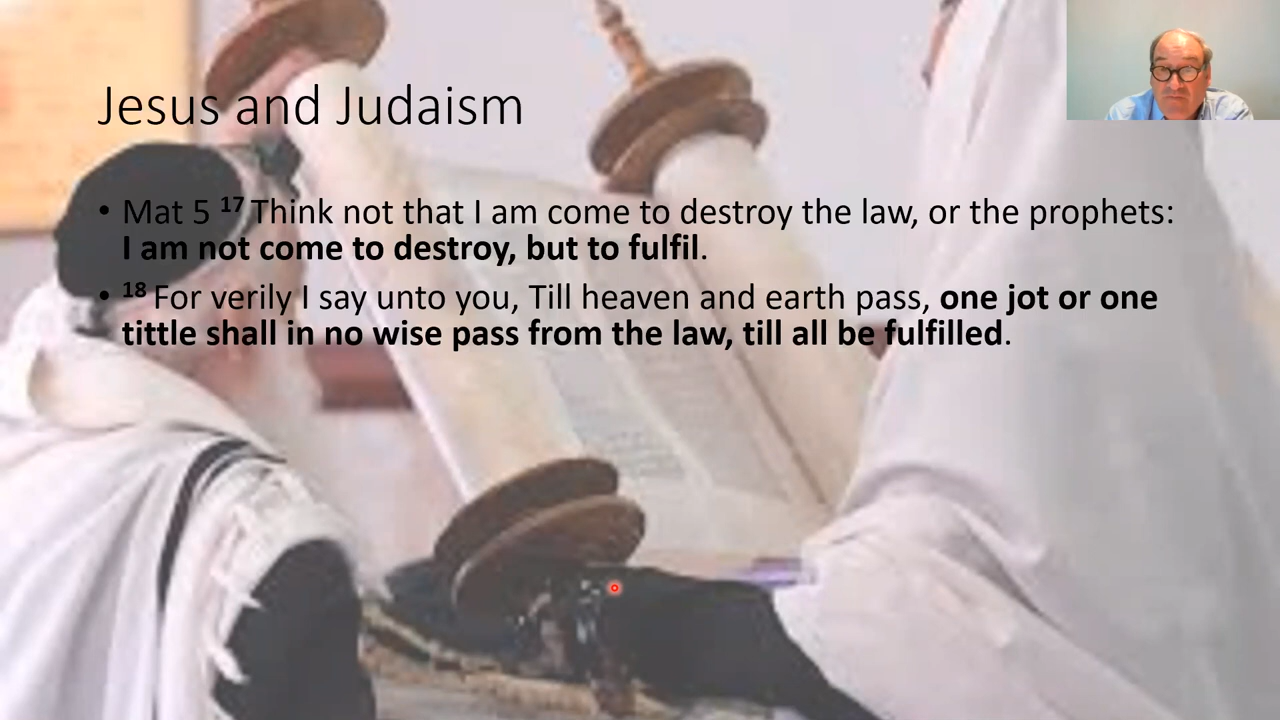 Jesus and Judaism
• Mat 5 17 Think not that I am come to destroy the law, or the prophets:
I am not come to destroy, but to fulfil.
• 18 For verily I say unto you, Till heaven and earth pass, one jot or one
tittle shall in no wise pass from the law, till all be fulfilled.